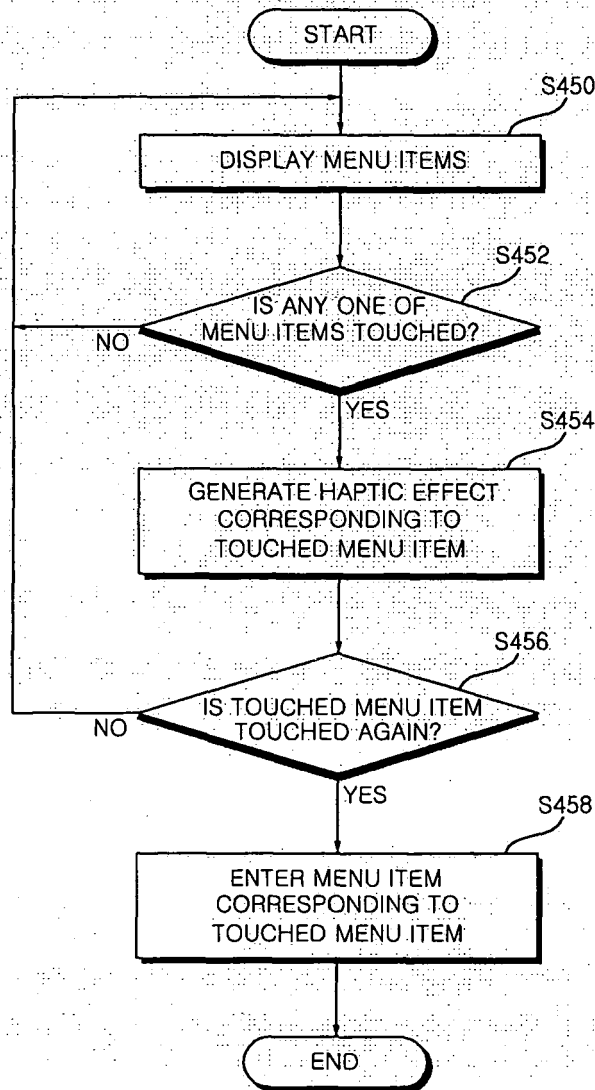 START
S450
DISPLAY MENU ITEMS
S452
IS ANY ONE OF
MENU ITEMS TOUCHED?
NO
YES
S454
GENERATE HAPTIC EFFECT
CORRESPONDING TO
TOUCHED MENU ITEM
S456
IS TOUCHED MENU ITEM
TOUCHED AGAIN?
NO
YES
S458
ENTER MENU ITEM
CORRESPONDING TO
TOUCHED MENU ITEM
END